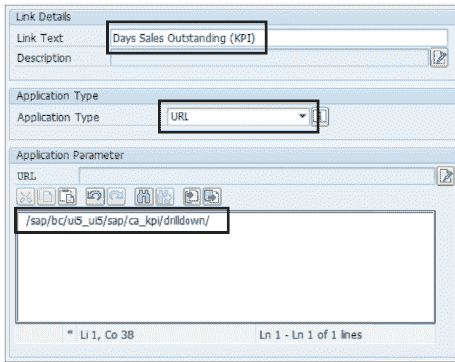 Link Details
Link Text Days Sales Outstanding (KPI)
Description
Application Type
Application Type URL
Application Parameter
URL
/sap/bc/ui5_ui5/sap/ca_kpi/drilldown/
* Li 1, Co 38 Ln 1 - Ln 1 of 1 lines